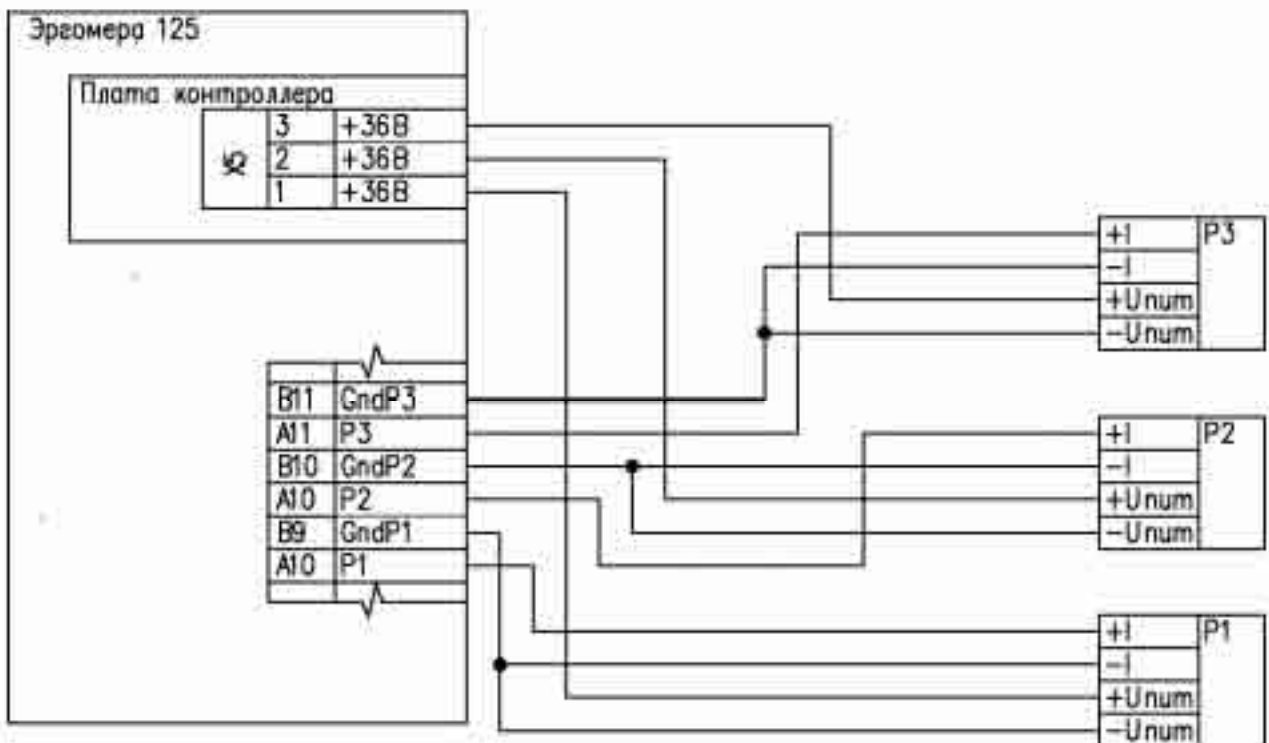 Эргомера 125
Плата контроллера
X5
3 +36В
2 +36В
1 +36В
B11 GndP3
A11 P3
B10 GndP2
A10 P2
B9 GndP1
A10 P1
+I P3
-I
+Uпит
-Uпит
+I P2
-I
+Uпит
-Uпит
+I P1
-I
+Uпит
-Uпит